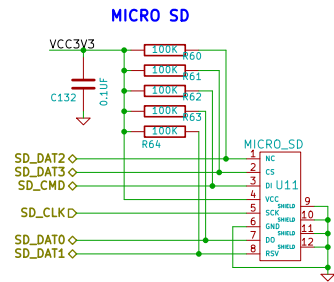 MICRO SD
VCC3V3
100K
R60
100K
R61
C132
0.1UF
100K
R62
100K
R63
100K
R64
MICRO_SD
SD_DAT2
1
NC
SD_DAT3
2
CS
SD_CMD
3
DI
U11
4
VCC
SHIELD
9
SD_CLK
5
SCK
SHIELD
10
6
GND
SHIELD
11
SD_DAT0
7
DO
SHIELD
12
SD_DAT1
8
RSV